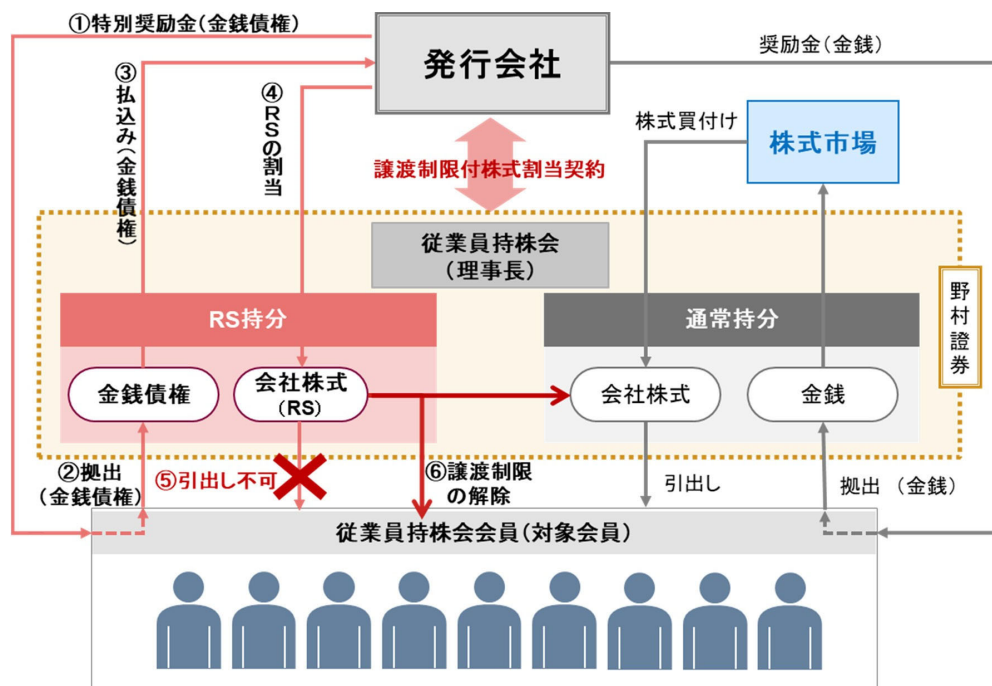 ①特別奨励金(金銭債権)
発行会社
奨励金(金銭)
③払込み(金銭債権)
④RSの割当
株式買付け
株式市場
譲渡制限付株式割当契約
従業員持株会
(理事長)
野村證券
RS持分
通常持分
金銭債権
会社株式
(RS)
会社株式
金銭
②拠出
(金銭債権)
⑤引出し不可
⑥譲渡制限
の解除
引出し
拠出 (金銭)
従業員持株会会員(対象会員)